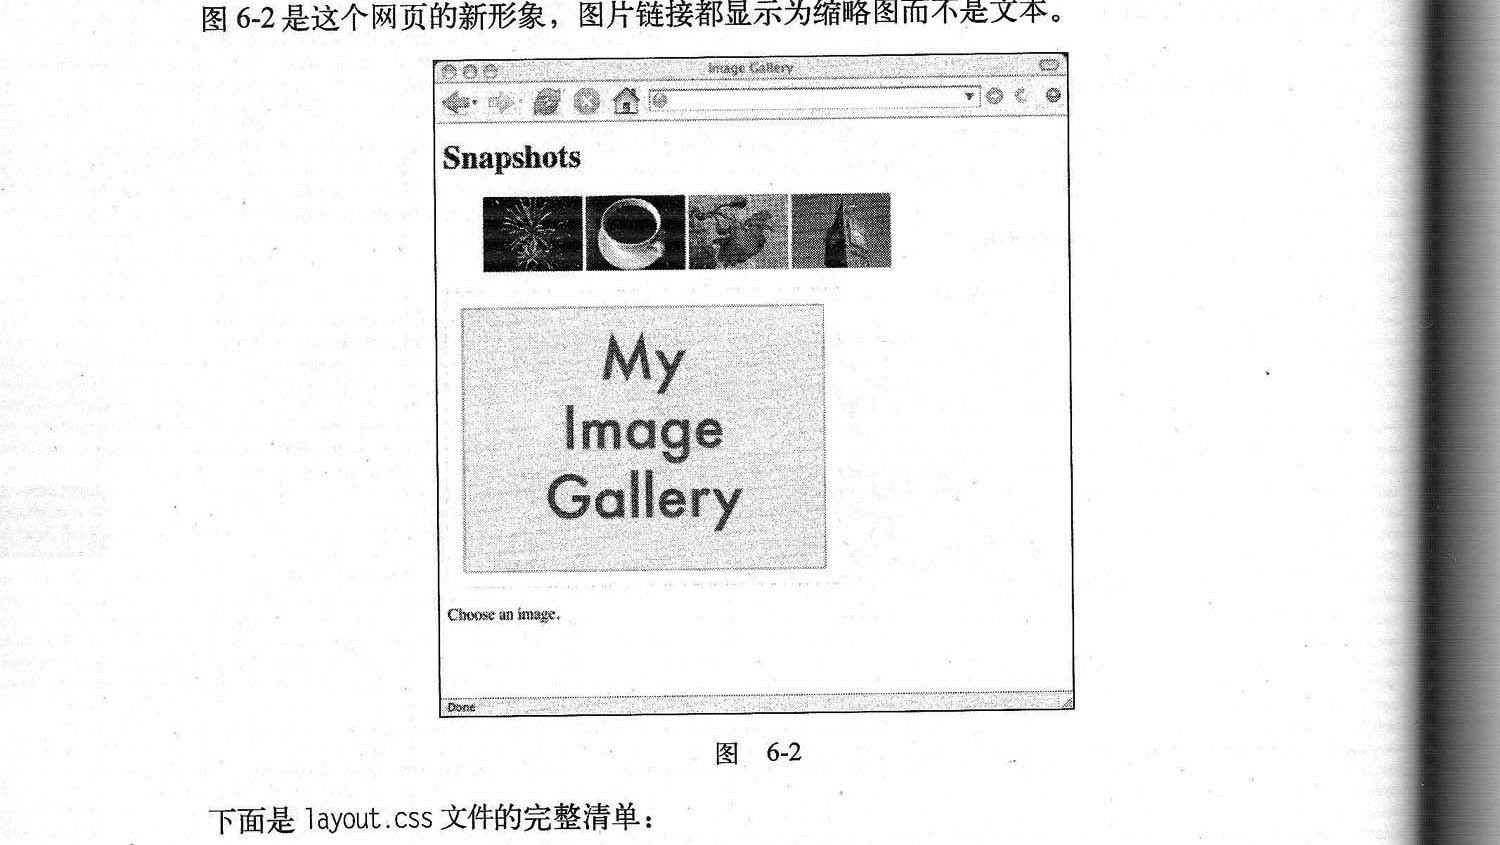 图 6-2 是这个网页的新形象，图片链接都显示为缩略图而不是文本。
Image Gallery
Snapshots
My
Image
Gallery
Choose an image.
Done
图 6-2
下面是 layout.css 文件的完整清单：